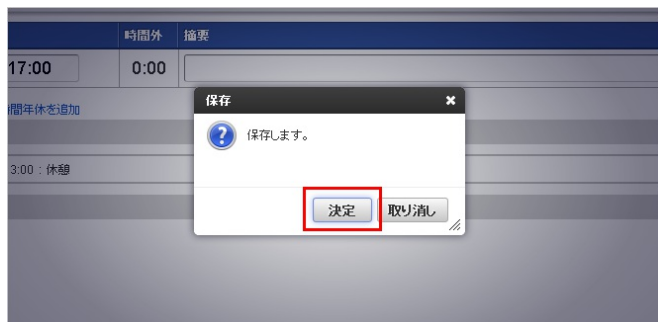 時間外 摘要
17:00 0:00
間年休を追加
保存
保存します。
3:00 : 休憩
決定 取り消し